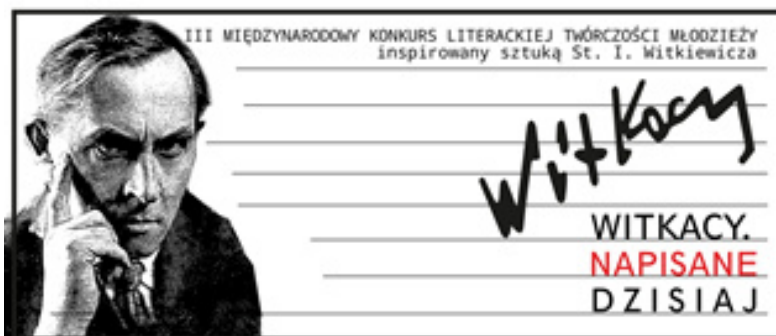 III MIĘDZYNARODOWY KONKURS LITERACKIEJ TWÓRCZOŚCI MŁODZIEŻY
inspirowany sztuką St. I. Witkiewicza
Witkacy
WITKACY.
NAPISANE
DZISIAJ